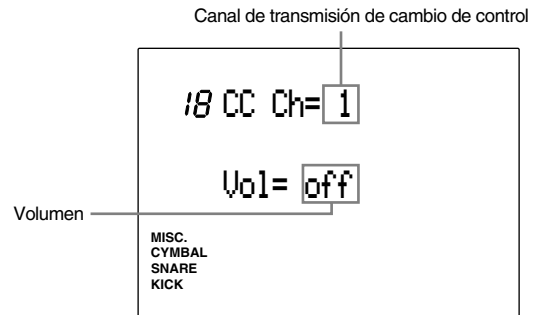 Canal de transmisión de cambio de control
18 CC Ch= 1
Vol= off
Volumen
MISC.
CYMBAL
SNARE
KICK